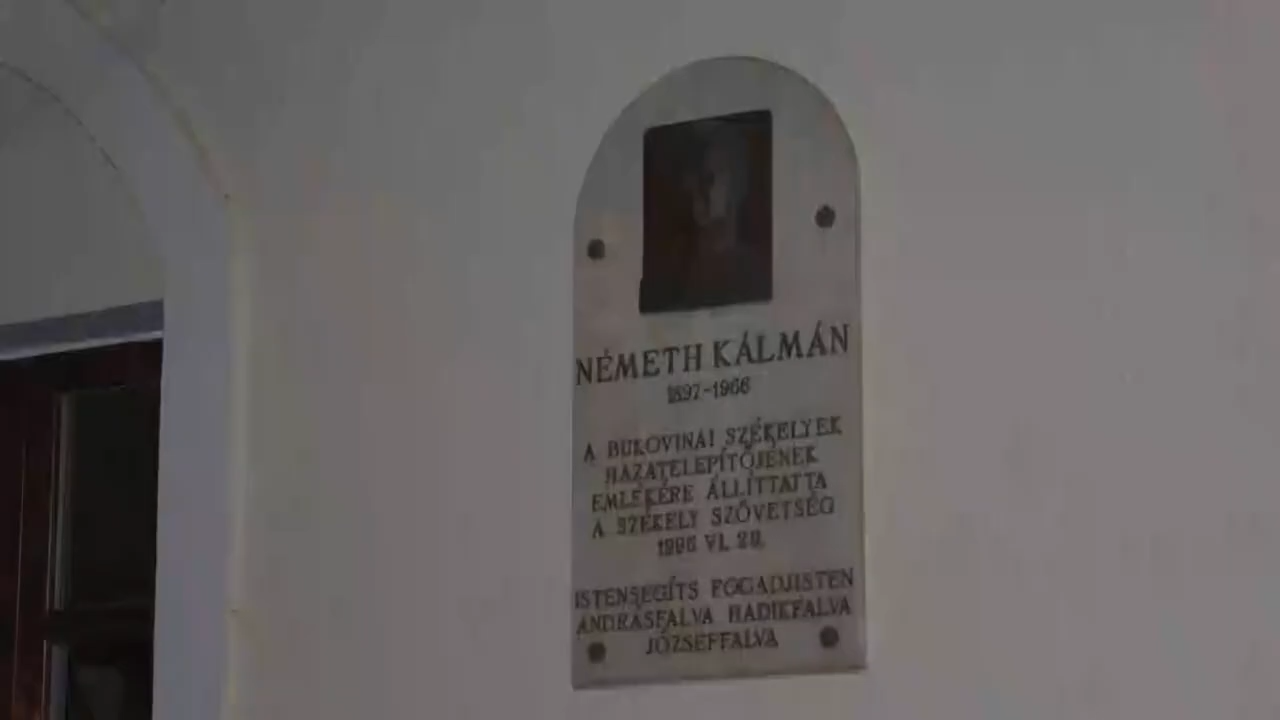 NÉMETH KÁLMÁN
1897-1966
A BUKOVINAI SZÉKELYEK
HAZATELEPÍTŐJÉNEK
EMLÉKÉRE ÁLLÍTTATTA
A SZÉKELY SZÖVETSÉG
1996 VI. 29.
ISTENSEGÍTS FOGADJISTEN
ANDRÁSFALVA HADIKFALVA
JÓZSEFFALVA